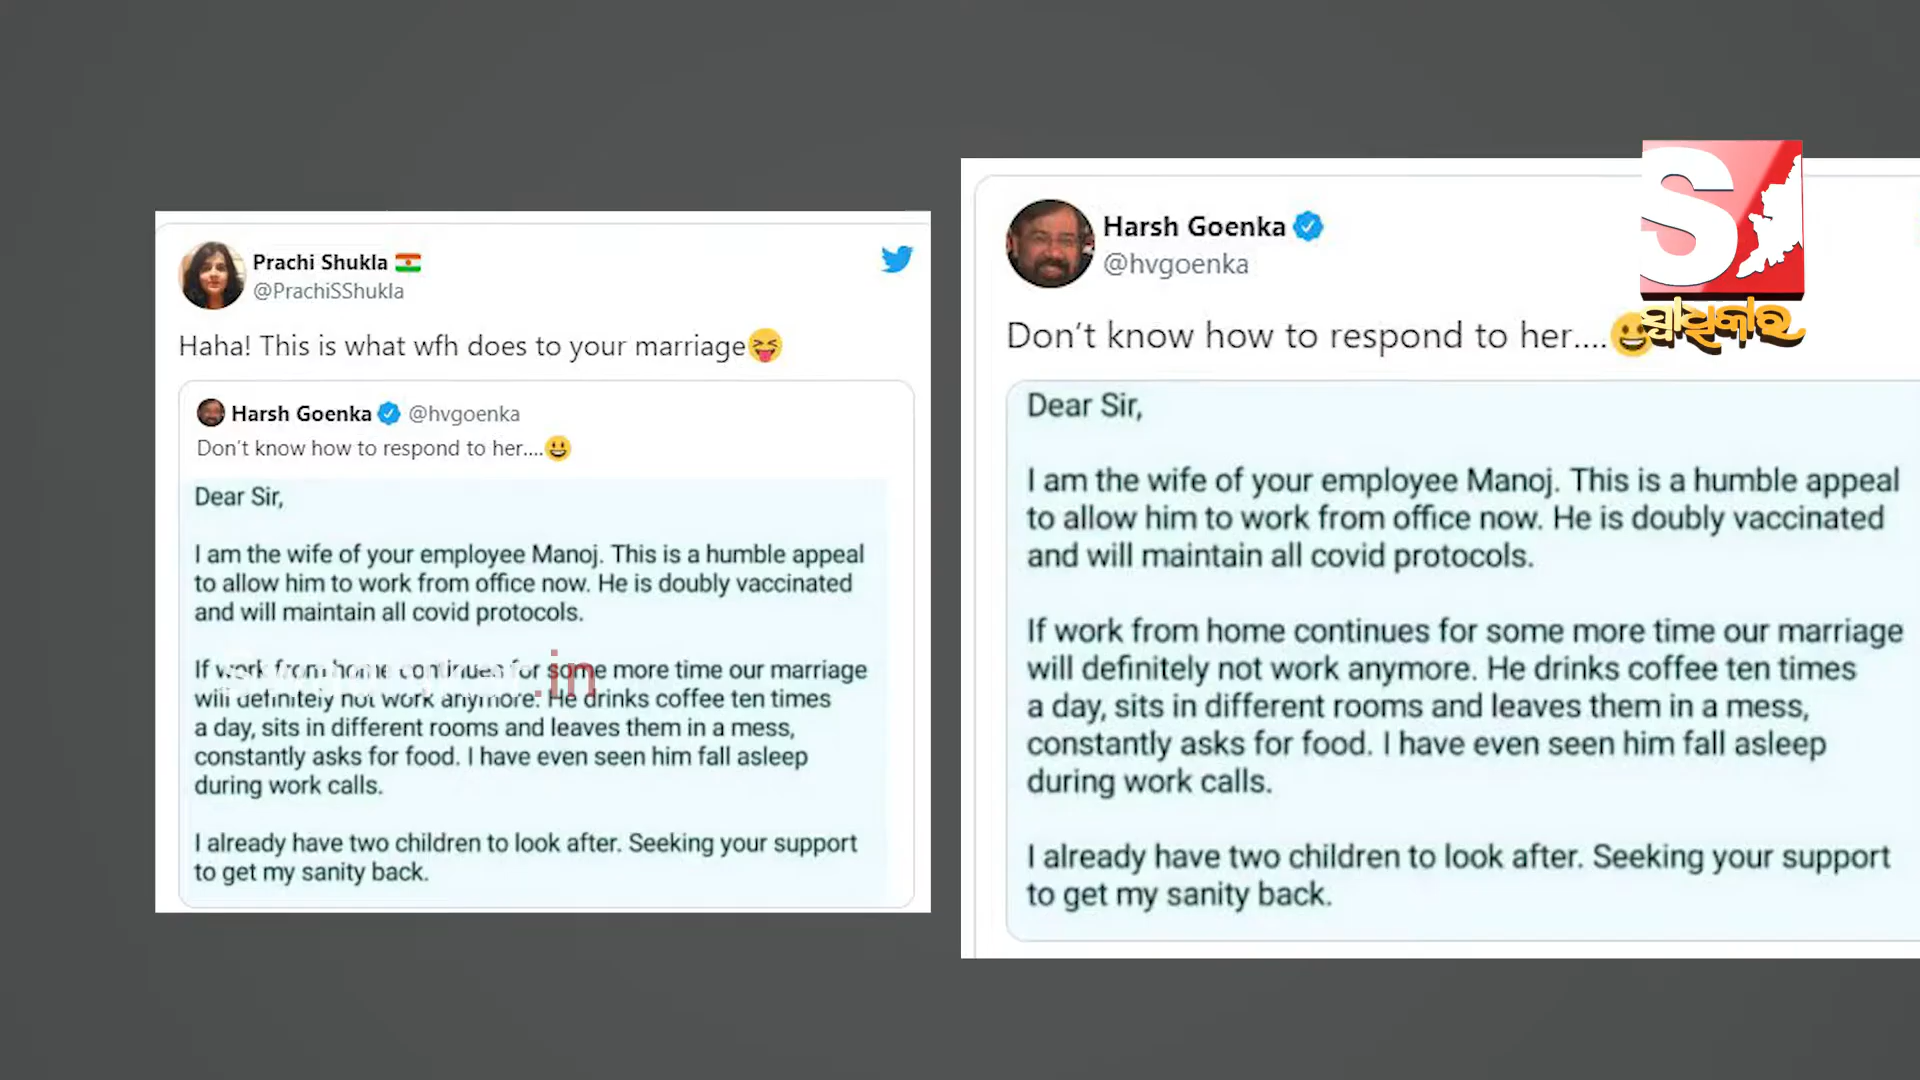 Prachi Shukla
@PrachiSShukla
Haha! This is what wfh does to your marriage😝
Harsh Goenka @hvgoenka
Don't know how to respond to her....😃
Dear Sir,
I am the wife of your employee Manoj. This is a humble appeal
to allow him to work from office now. He is doubly vaccinated
and will maintain all covid protocols.
If work from home continues for some more time our marriage
will definitely not work anymore. He drinks coffee ten times
a day, sits in different rooms and leaves them in a mess,
constantly asks for food. I have even seen him fall asleep
during work calls.
I already have two children to look after. Seeking your support
to get my sanity back.
.in
Harsh Goenka
@hvgoenka
Don't know how to respond to her....😃
Dear Sir,
I am the wife of your employee Manoj. This is a humble appeal
to allow him to work from office now. He is doubly vaccinated
and will maintain all covid protocols.
If work from home continues for some more time our marriage
will definitely not work anymore. He drinks coffee ten times
a day, sits in different rooms and leaves them in a mess,
constantly asks for food. I have even seen him fall asleep
during work calls.
I already have two children to look after. Seeking your support
to get my sanity back.
S
ସ୍ୱାଧିକାର